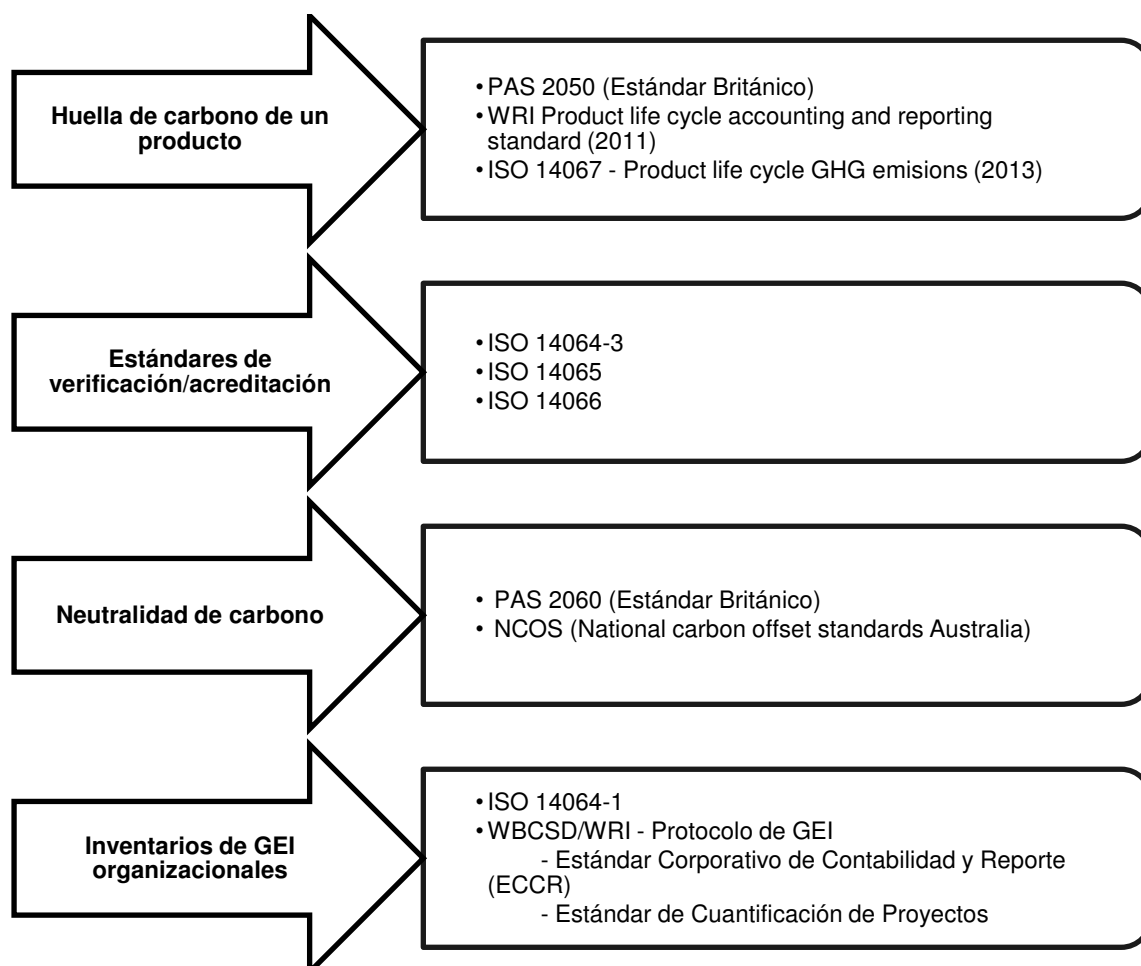 Huella de carbono de un
producto
•PAS 2050 (Estándar Británico)
•WRI Product life cycle accounting and reporting
standard (2011)
•ISO 14067 - Product life cycle GHG emissions (2013)
Estándares de
verificación/acreditación
•ISO 14064-3
•ISO 14065
•ISO 14066
Neutralidad de carbono
• PAS 2060 (Estándar Británico)
• NCOS (National carbon offset standards Australia)
Inventarios de GEI
organizacionales
•ISO 14064-1
•WBCSD/WRI - Protocolo de GEI
- Estándar Corporativo de Contabilidad y Reporte
(ECCR)
- Estándar de Cuantificación de Proyectos